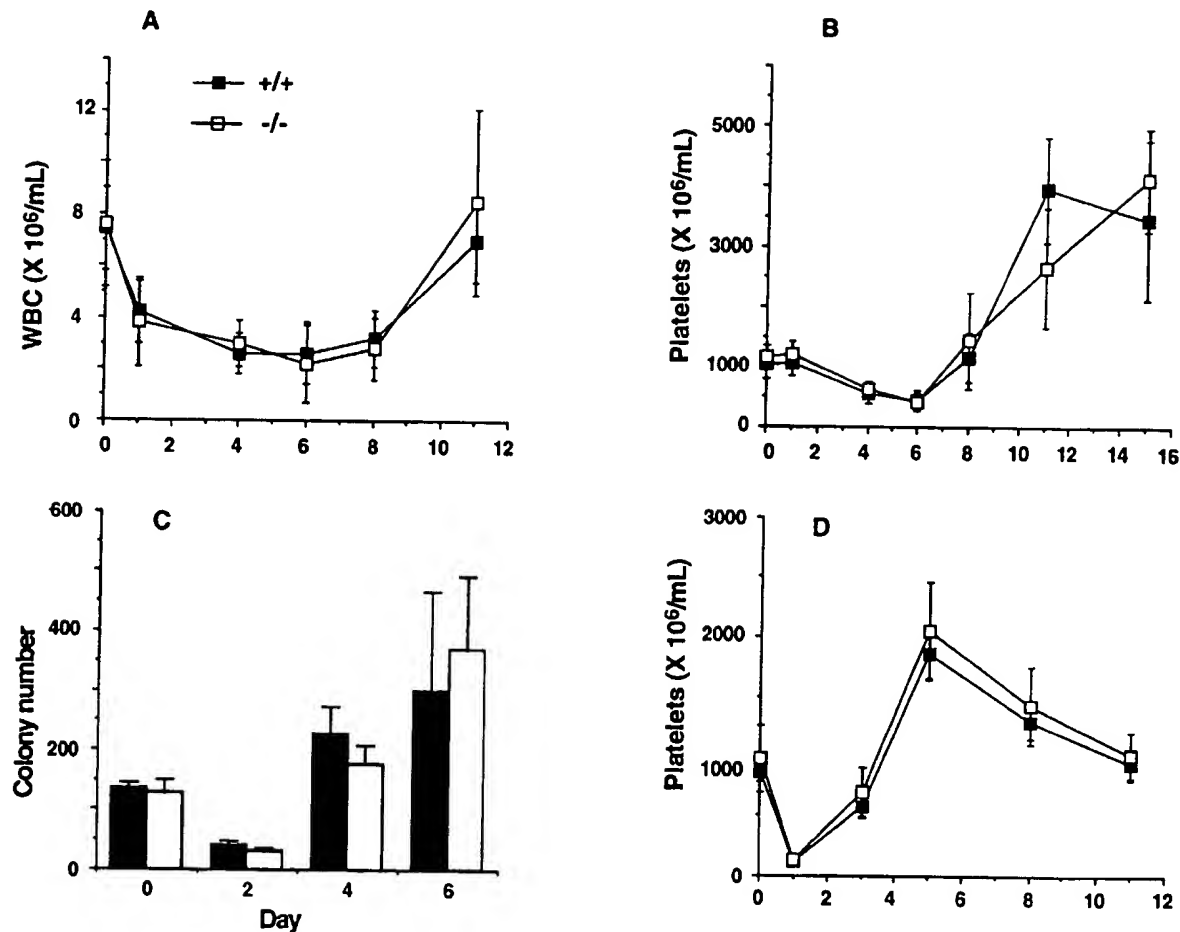 A
WBC (X 10⁶/mL)
12
8
4
0
+/+
-/-
0 2 4 6 8 10 12
B
Platelets (X 10⁶/mL)
5000
3000
1000
0
0 2 4 6 8 10 12 14 16
C
Colony number
600
400
200
0
0 2 4 6
Day
D
Platelets (X 10⁶/mL)
3000
2000
1000
0
0 2 4 6 8 10 12